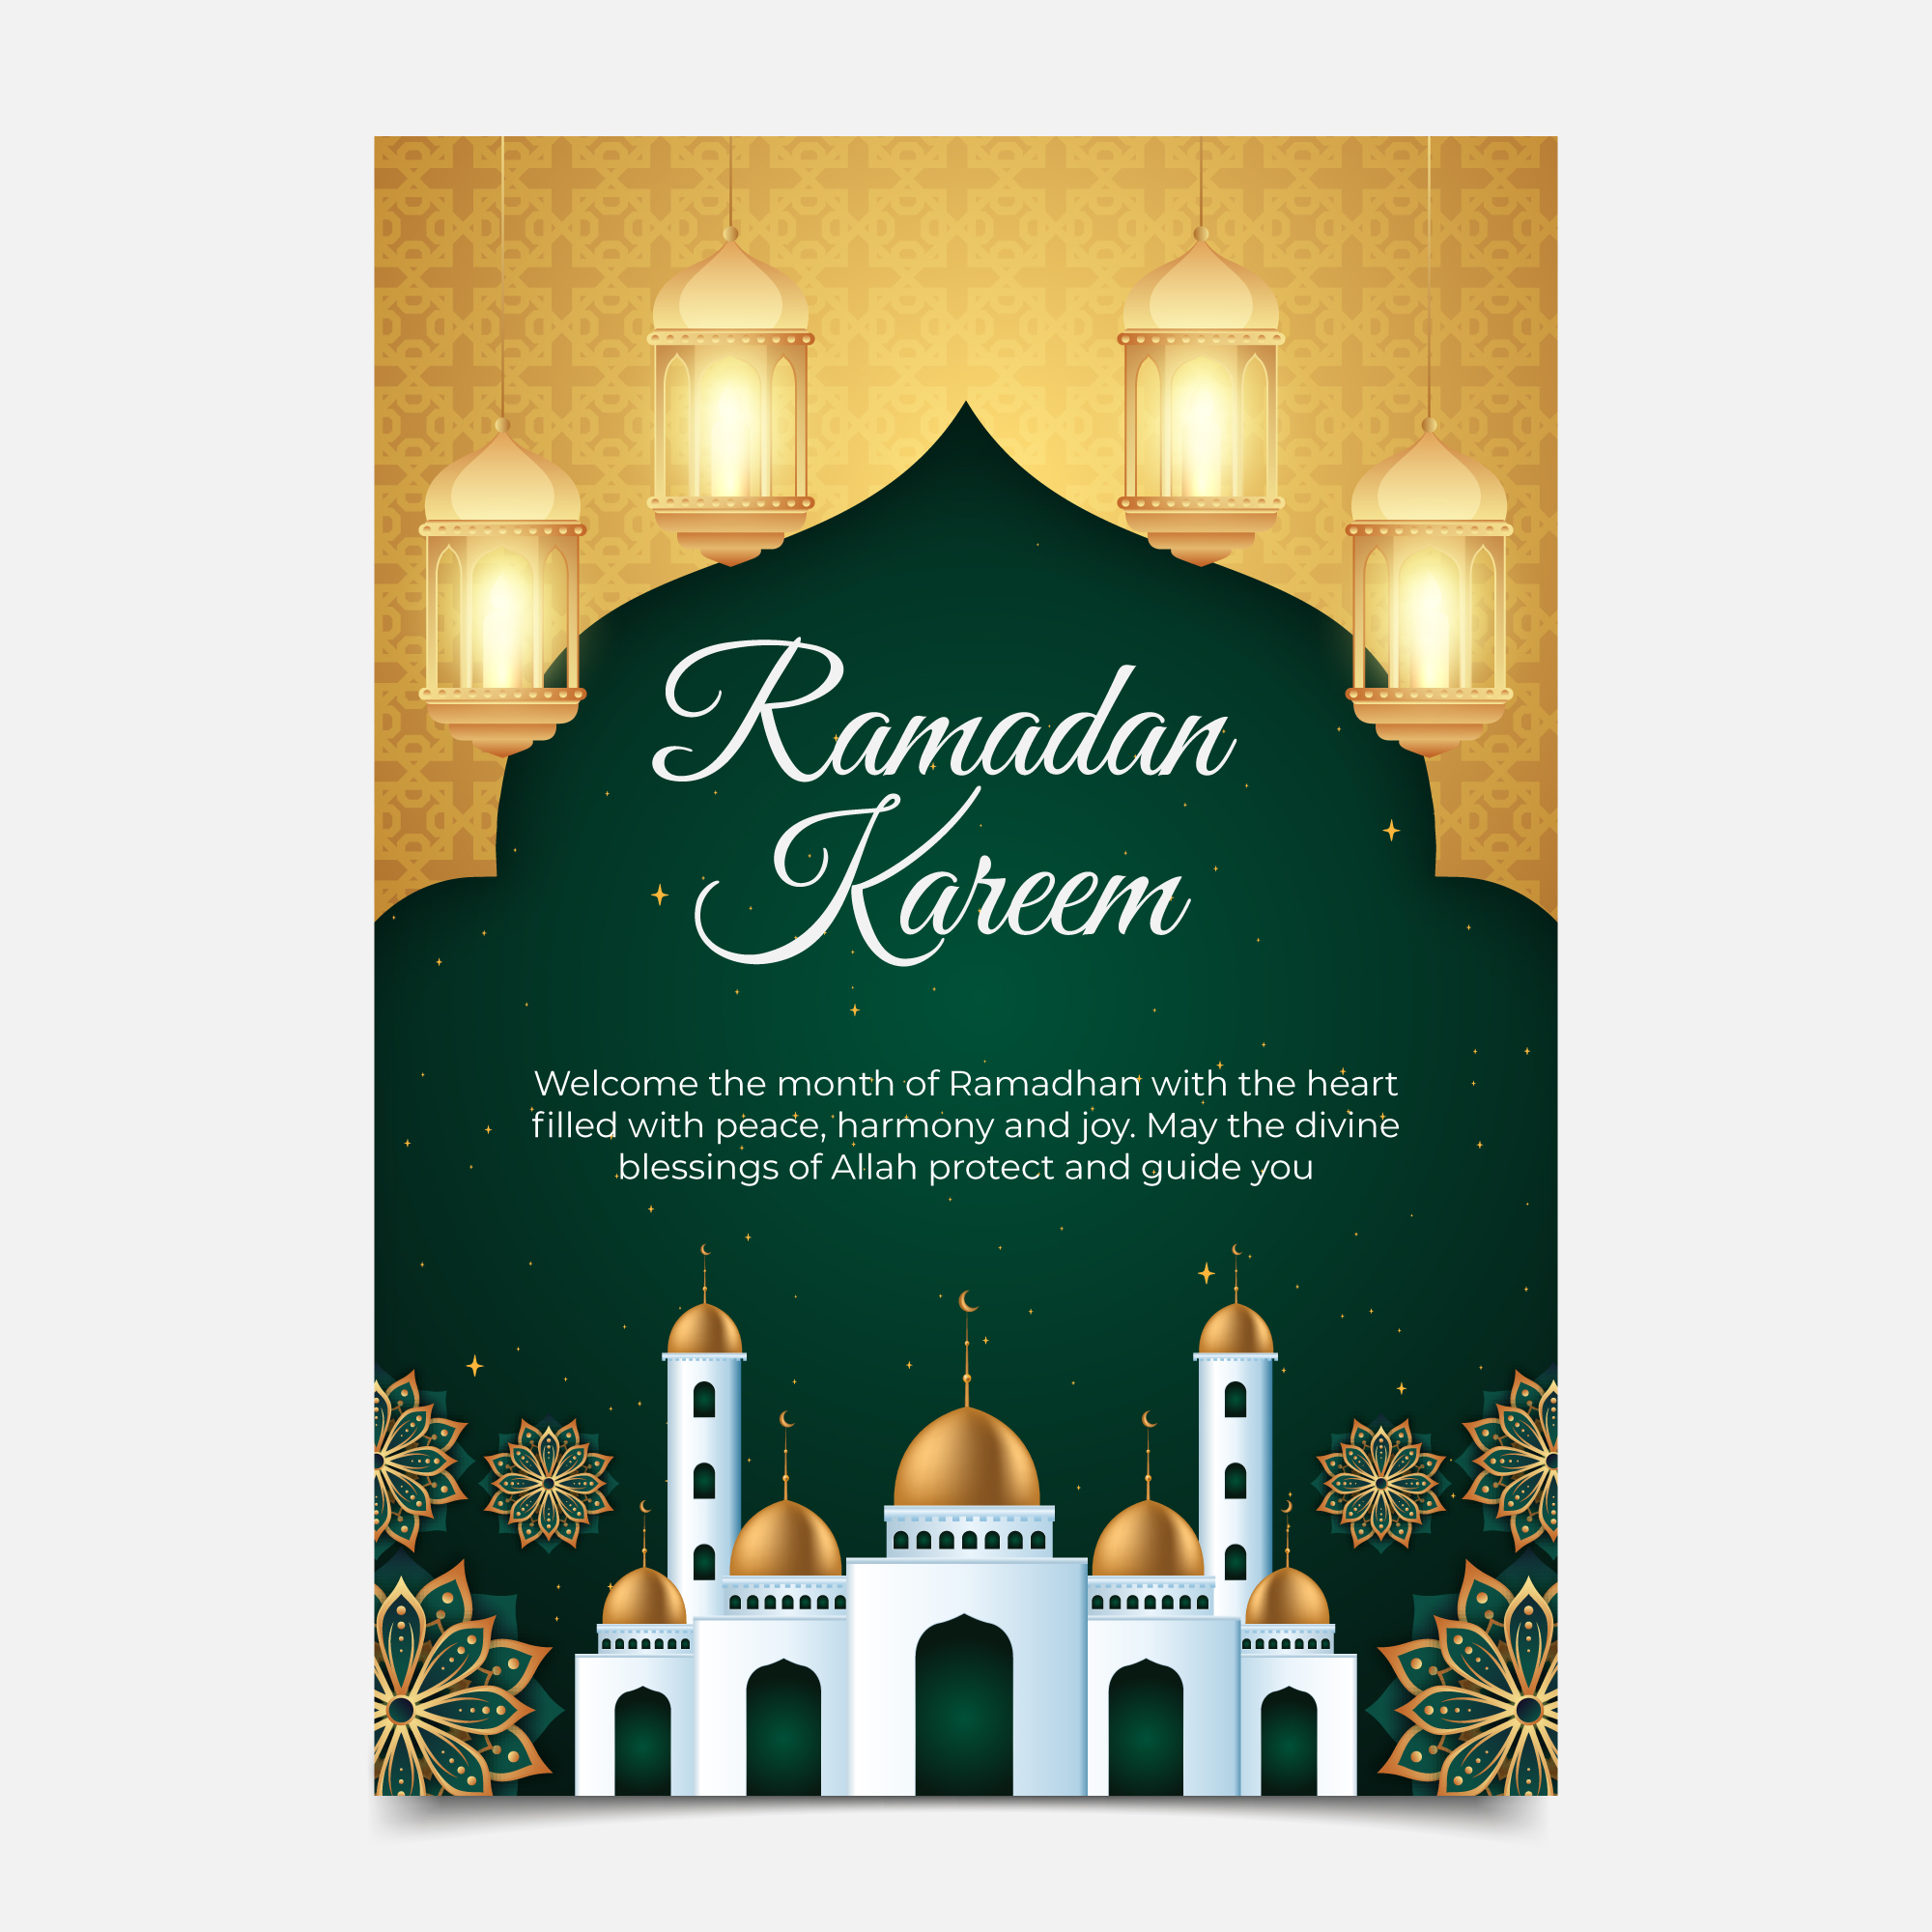 Ramadan
Kareem
Welcome the month of Ramadhan with the heart
filled with peace, harmony and joy. May the divine
blessings of Allah protect and guide you